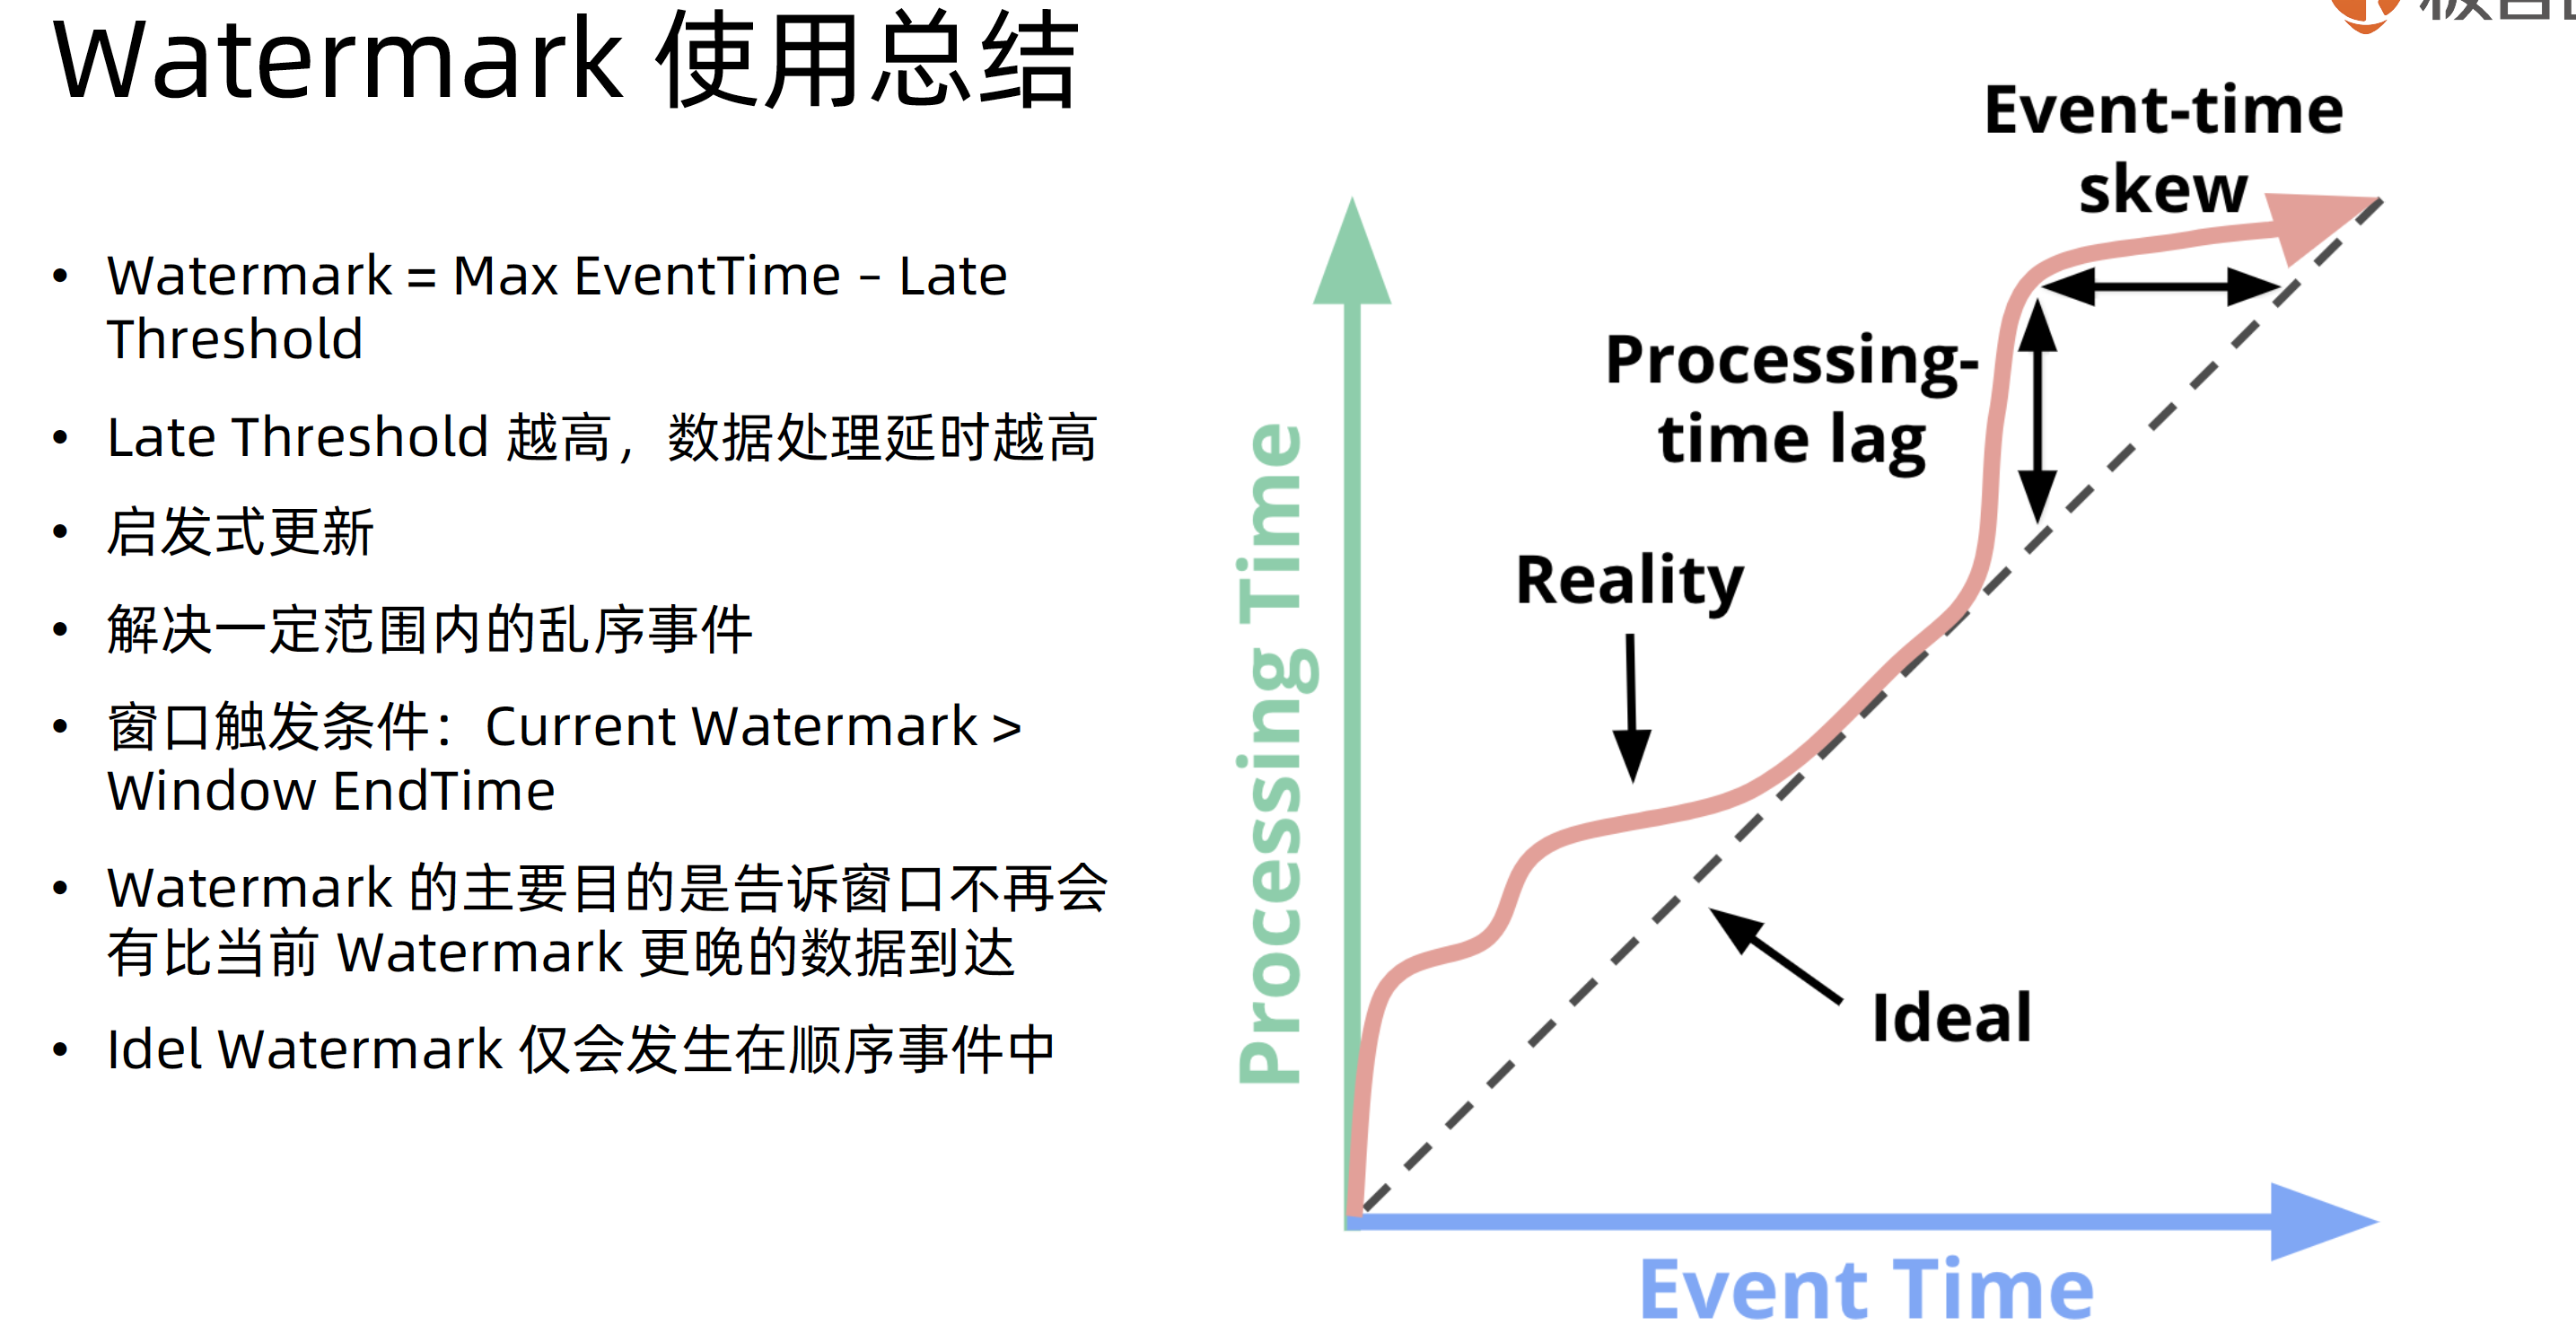 Watermark 使用总结
• Watermark = Max EventTime – Late
Threshold
• Late Threshold 越高，数据处理延时越高
• 启发式更新
• 解决一定范围内的乱序事件
• 窗口触发条件：Current Watermark >
Window EndTime
• Watermark 的主要目的是告诉窗口不再会
有比当前 Watermark 更晚的数据到达
• Idel Watermark 仅会发生在顺序事件中
Event-time
skew
Processing-
time lag
Reality
Ideal
Processing Time
Event Time